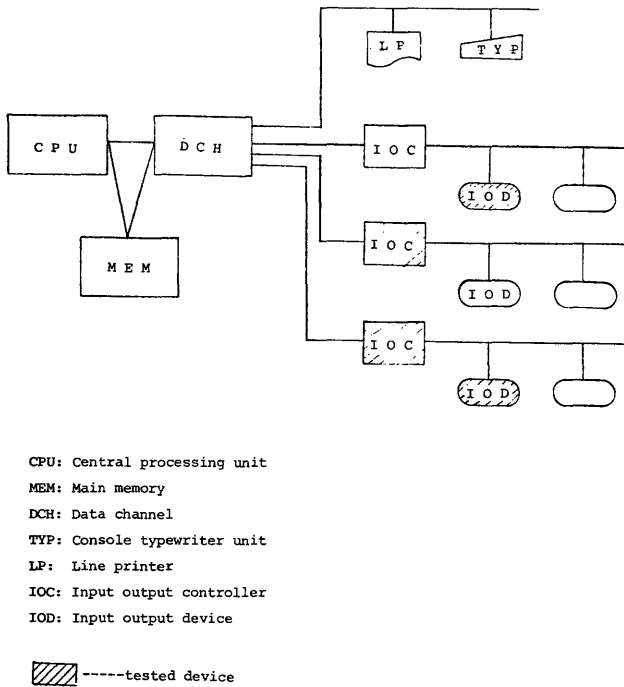 L P
T Y P
C P U
D C H
I O C
I O D
M E M
I O C
I O D
I O C
I O D
CPU: Central processing unit
MEM: Main memory
DCH: Data channel
TYP: Console typewriter unit
LP: Line printer
IOC: Input output controller
IOD: Input output device
-----tested device